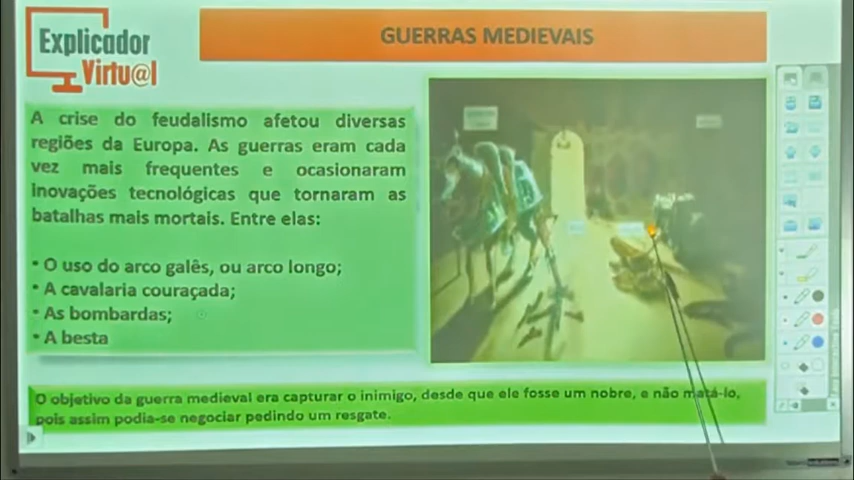 Explicador
Virtu@l
GUERRAS MEDIEVAIS
A crise do feudalismo afetou diversas
regiões da Europa. As guerras eram cada
vez mais frequentes e ocasionaram
inovações tecnológicas que tornaram as
batalhas mais mortais. Entre elas:
• O uso do arco galês, ou arco longo;
• A cavalaria couraçada;
• As bombardas;
• A besta
O objetivo da guerra medieval era capturar o inimigo, desde que ele fosse um nobre, e não matá-lo,
pois assim podia-se negociar pedindo um resgate.